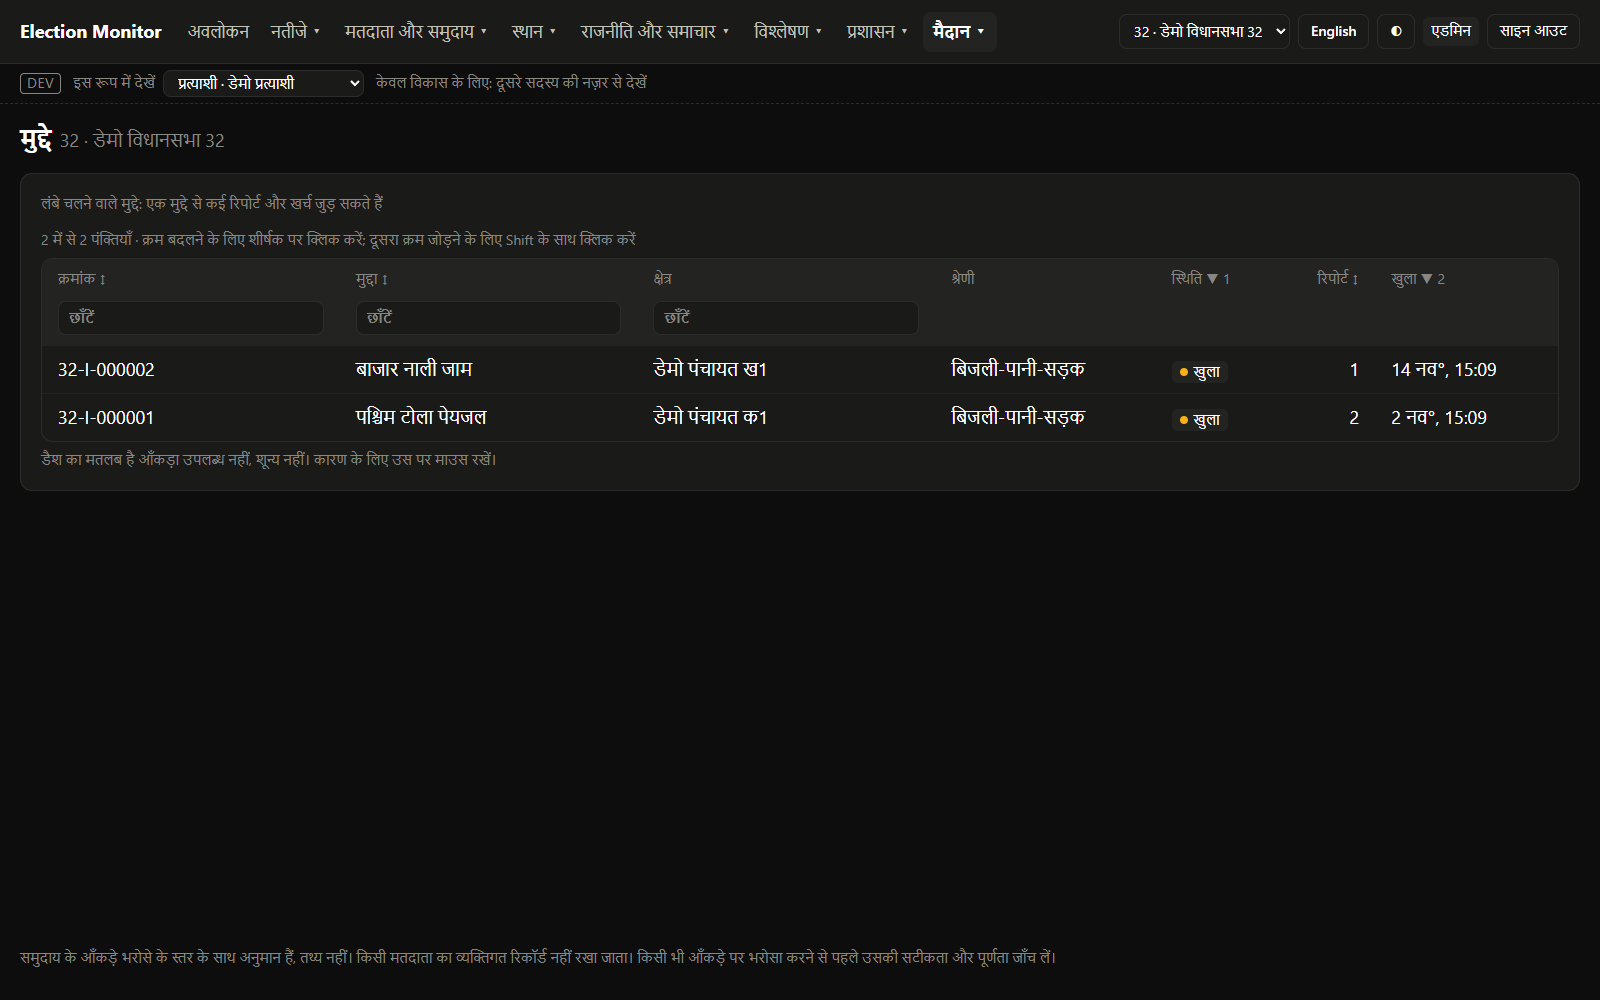 Election Monitor अवलोकन नतीजे ▾ मतदाता और समुदाय ▾ स्थान ▾ राजनीति और समाचार ▾ विश्लेषण ▾ प्रशासन ▾ मैदान ▾ 32 · डेमो विधानसभा 32 English ◐ एडमिन साइन आउट
DEV इस रूप में देखें प्रत्याशी · डेमो प्रत्याशी केवल विकास के लिए: दूसरे सदस्य की नज़र से देखें
मुद्दे 32 · डेमो विधानसभा 32
लंबे चलने वाले मुद्दे: एक मुद्दे से कई रिपोर्ट और खर्च जुड़ सकते हैं
2 में से 2 पंक्तियाँ · क्रम बदलने के लिए शीर्षक पर क्लिक करें; दूसरा क्रम जोड़ने के लिए Shift के साथ क्लिक करें
क्रमांक ↕ मुद्दा ↕ क्षेत्र श्रेणी स्थिति ▼ 1 रिपोर्ट ↕ खुला ▼ 2
छाँटें छाँटें छाँटें
32-I-000002 बाजार नाली जाम डेमो पंचायत ख1 बिजली-पानी-सड़क खुला 1 14 नव॰, 15:09
32-I-000001 पश्चिम टोला पेयजल डेमो पंचायत क1 बिजली-पानी-सड़क खुला 2 2 नव॰, 15:09
डैश का मतलब है आँकड़ा उपलब्ध नहीं, शून्य नहीं। कारण के लिए उस पर माउस रखें।
समुदाय के आँकड़े भरोसे के स्तर के साथ अनुमान हैं, तथ्य नहीं। किसी मतदाता का व्यक्तिगत रिकॉर्ड नहीं रखा जाता। किसी भी आँकड़े पर भरोसा करने से पहले उसकी सटीकता और पूर्णता जाँच लें।